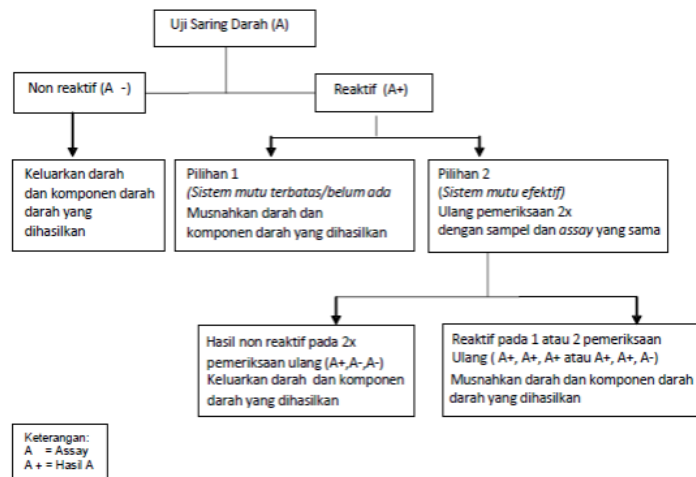 Uji Saring Darah (A)
Non reaktif (A -)
Reaktif (A+)
Keluarkan darah
dan komponen darah
darah yang
dihasilkan
Pilihan 1
(Sistem mutu terbatas/belum ada
Musnahkan darah dan
komponen darah yang dihasilkan
Pilihan 2
(Sistem mutu efektif)
Ulang pemeriksaan 2x
dengan sampel dan assay yang sama
Hasil non reaktif pada 2x
pemeriksaan ulang (A+,A-,A-)
Keluarkan darah dan komponen
darah yang dihasilkan
Reaktif pada 1 atau 2 pemeriksaan
Ulang ( A+, A+, A+ atau A+, A+, A-)
Musnahkan darah dan komponen darah
darah yang dihasilkan
Keterangan:
A = Assay
A + = Hasil A